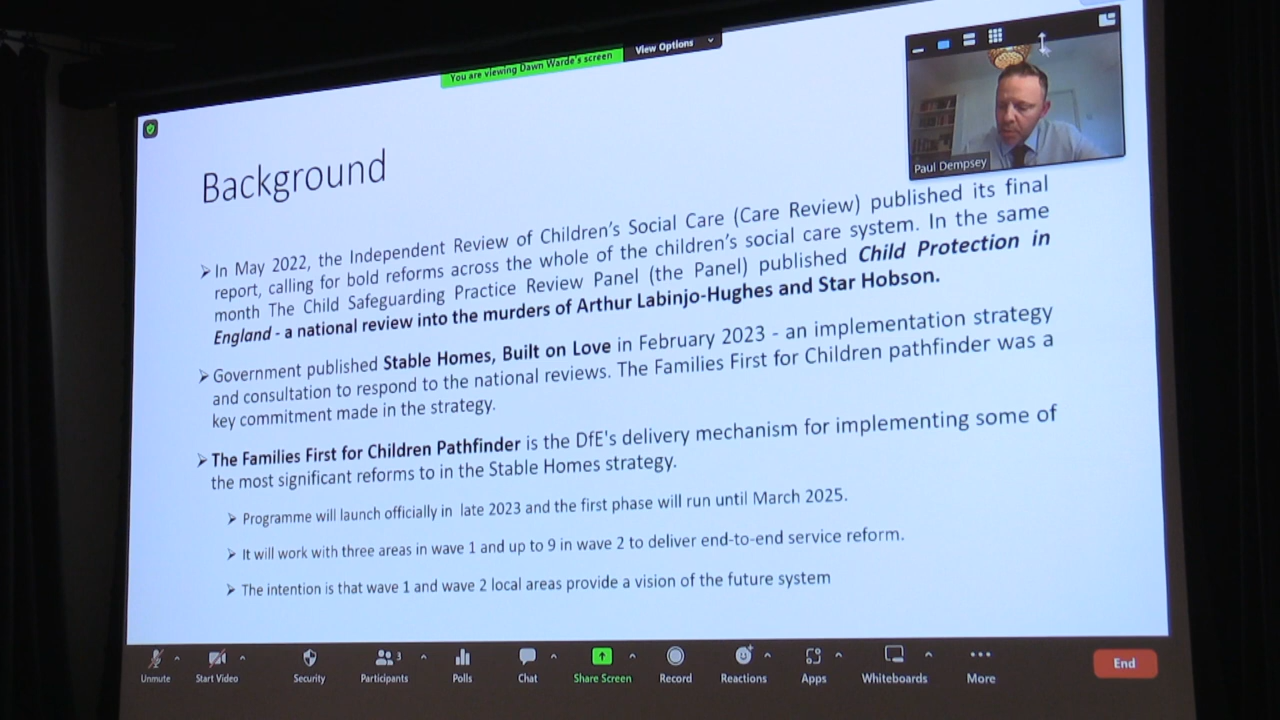 You are viewing Dawn Warde's screen
View Options
Paul Dempsey
Background
In May 2022, the Independent Review of Children's Social Care (Care Review) published its final
report, calling for bold reforms across the whole of the children's social care system. In the same
month The Child Safeguarding Practice Review Panel (the Panel) published Child Protection in
England - a national review into the murders of Arthur Labinjo-Hughes and Star Hobson.
Government published Stable Homes, Built on Love in February 2023 - an implementation strategy
and consultation to respond to the national reviews. The Families First for Children pathfinder was a
key commitment made in the strategy.
The Families First for Children Pathfinder is the DfE's delivery mechanism for implementing some of
the most significant reforms to in the Stable Homes strategy.
Programme will launch officially in late 2023 and the first phase will run until March 2025.
It will work with three areas in wave 1 and up to 9 in wave 2 to deliver end-to-end service reform.
The intention is that wave 1 and wave 2 local areas provide a vision of the future system
3
Unmute Start Video Security Participants Polls Chat Share Screen Record Reactions Apps Whiteboards More End